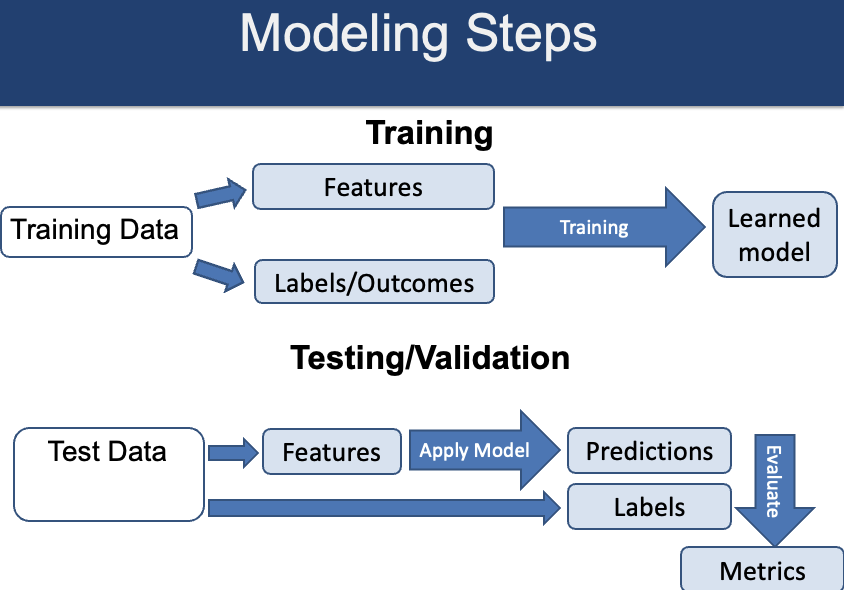 Modeling Steps
Training
Features
Training Data
Training
Learned
model
Labels/Outcomes
Testing/Validation
Test Data
Features
Apply Model
Predictions
Evaluate
Labels
Metrics